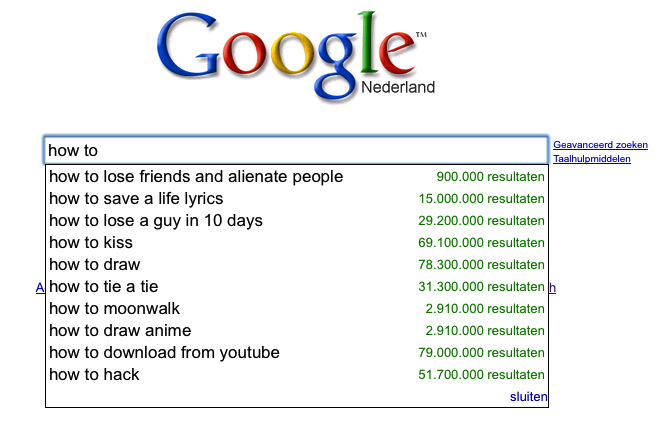 Google™
Nederland
how to
Geavanceerd zoeken
Taalhulpmiddelen
how to lose friends and alienate people 900.000 resultaten
how to save a life lyrics 15.000.000 resultaten
how to lose a guy in 10 days 29.200.000 resultaten
how to kiss 69.100.000 resultaten
how to draw 78.300.000 resultaten
A how to tie a tie 31.300.000 resultaten h
how to moonwalk 2.910.000 resultaten
how to draw anime 2.910.000 resultaten
how to download from youtube 79.000.000 resultaten
how to hack 51.700.000 resultaten
sluiten